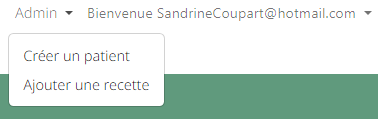 Admin Bienvenue SandrineCoupart@hotmail.com
Créer un patient
Ajouter une recette